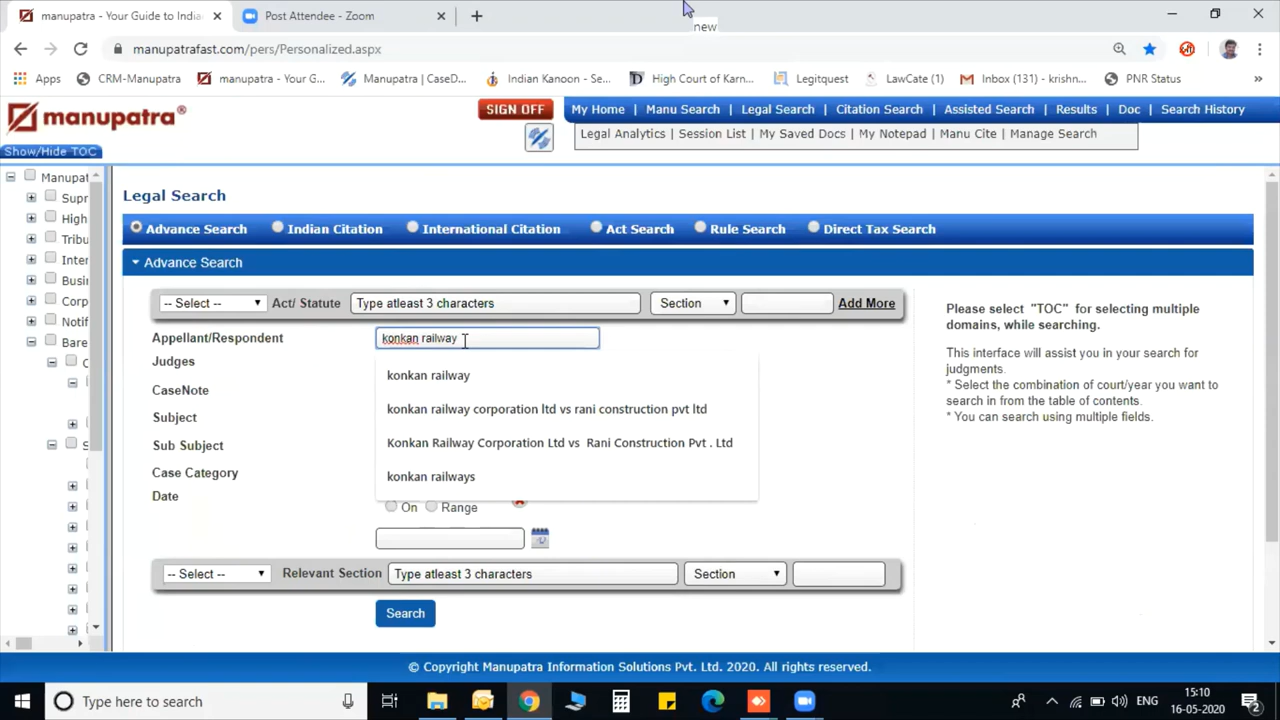 manupatra - Your Guide to India
Post Attendee - Zoom
new
manupatrafast.com/pers/Personalized.aspx
Apps
CRM-Manupatra
manupatra - Your G...
Manupatra | CaseD...
Indian Kanoon - Se...
High Court of Karn...
Legitquest
LawCate (1)
Inbox (131) - krishn...
PNR Status
»
manupatra®
SIGN OFF
My Home | Manu Search | Legal Search | Citation Search | Assisted Search | Results | Doc | Search History
Legal Analytics | Session List | My Saved Docs | My Notepad | Manu Cite | Manage Search
Show/Hide TOC
Manupat
Supr
High
Tribu
Inter
Busi
Corp
Notif
Bare
C
S
Legal Search
Advance Search
Indian Citation
International Citation
Act Search
Rule Search
Direct Tax Search
Advance Search
-- Select --
Act/ Statute
Type atleast 3 characters
Section
Add More
Appellant/Respondent
konkan railway
Judges
konkan railway
CaseNote
konkan railway corporation ltd vs rani construction pvt ltd
Subject
Sub Subject
Konkan Railway Corporation Ltd vs Rani Construction Pvt . Ltd
Case Category
konkan railways
Date
On
Range
-- Select --
Relevant Section
Type atleast 3 characters
Section
Search
Please select "TOC" for selecting multiple
domains, while searching.
This interface will assist you in your search for
judgments.
* Select the combination of court/year you want to
search in from the table of contents.
* You can search using multiple fields.
© Copyright Manupatra Information Solutions Pvt. Ltd. 2020. All rights reserved.
Type here to search
ENG
15:10
16-05-2020
2